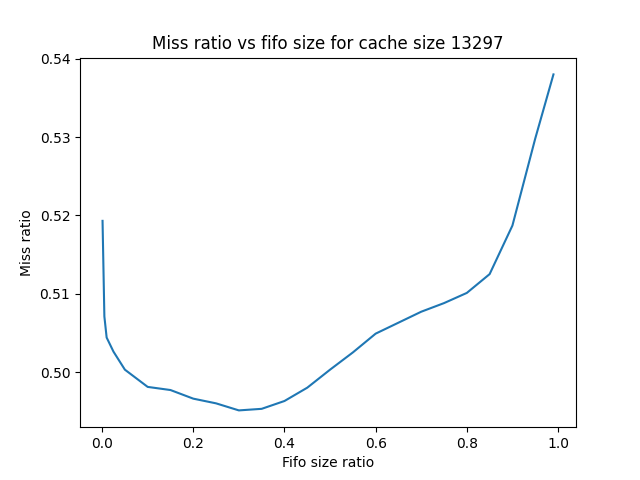 Miss ratio vs fifo size for cache size 13297
0.54
0.53
0.52
0.51
0.50
Miss ratio
0.0 0.2 0.4 0.6 0.8 1.0
Fifo size ratio